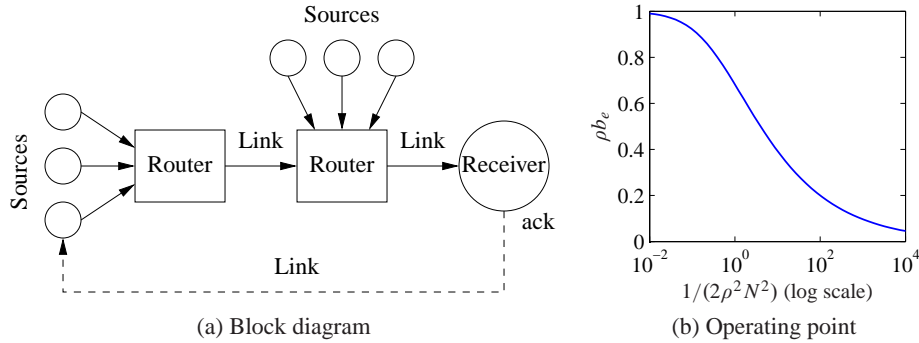 Sources
Sources
Router
Link
Router
Link
Receiver
ack
Link
(a) Block diagram
1
0.8
0.6
0.4
0.2
0
ρb_e
10^−2
10^0
10^2
10^4
1/(2ρ^2N^2) (log scale)
(b) Operating point